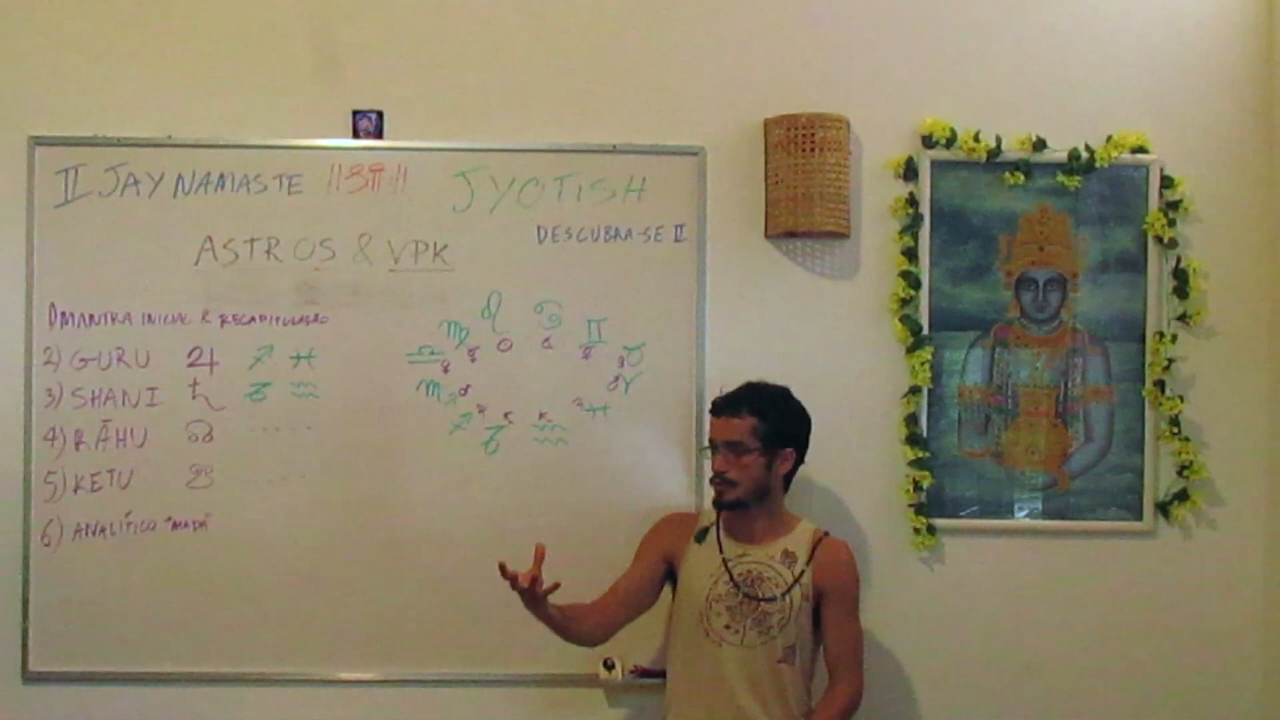 II JAY NAMASTE ||ॐ|| JYOTISH
DESCUBRA-SE II
ASTROS & VPK
1) MANTRA INICIAL & RECAPITULAÇÃO
2) GURU ♃ ♐ ♓
3) SHANI ♄ ♑ ♒
4) RĀHU ☊ .....
5) KETU ☋ .....
6) ANALÍTICO "MAPA"
♌ ♋
♍ ♊
♎ ♉
♏ ♈
♐ ♑ ♒ ♓